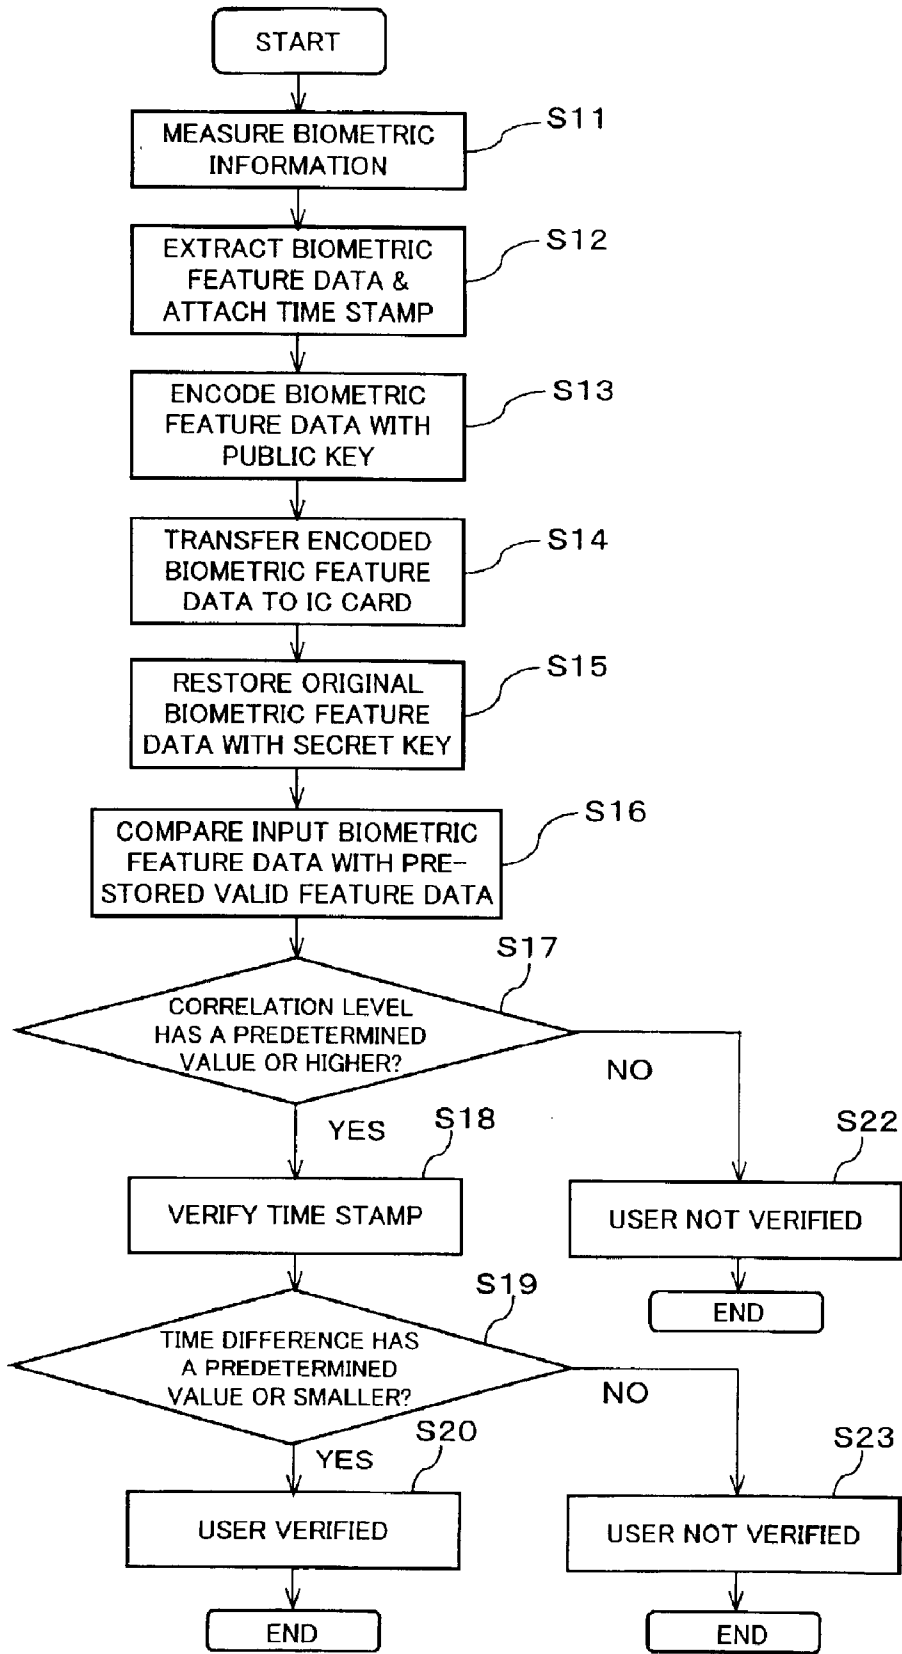 START
S11
MEASURE BIOMETRIC
INFORMATION
S12
EXTRACT BIOMETRIC
FEATURE DATA &
ATTACH TIME STAMP
S13
ENCODE BIOMETRIC
FEATURE DATA WITH
PUBLIC KEY
S14
TRANSFER ENCODED
BIOMETRIC FEATURE
DATA TO IC CARD
S15
RESTORE ORIGINAL
BIOMETRIC FEATURE
DATA WITH SECRET KEY
S16
COMPARE INPUT BIOMETRIC
FEATURE DATA WITH PRE-
STORED VALID FEATURE DATA
S17
CORRELATION LEVEL
HAS A PREDETERMINED
VALUE OR HIGHER?
NO
YES
S18
VERIFY TIME STAMP
S22
USER NOT VERIFIED
END
S19
TIME DIFFERENCE HAS
A PREDETERMINED
VALUE OR SMALLER?
NO
YES
S20
USER VERIFIED
END
S23
USER NOT VERIFIED
END